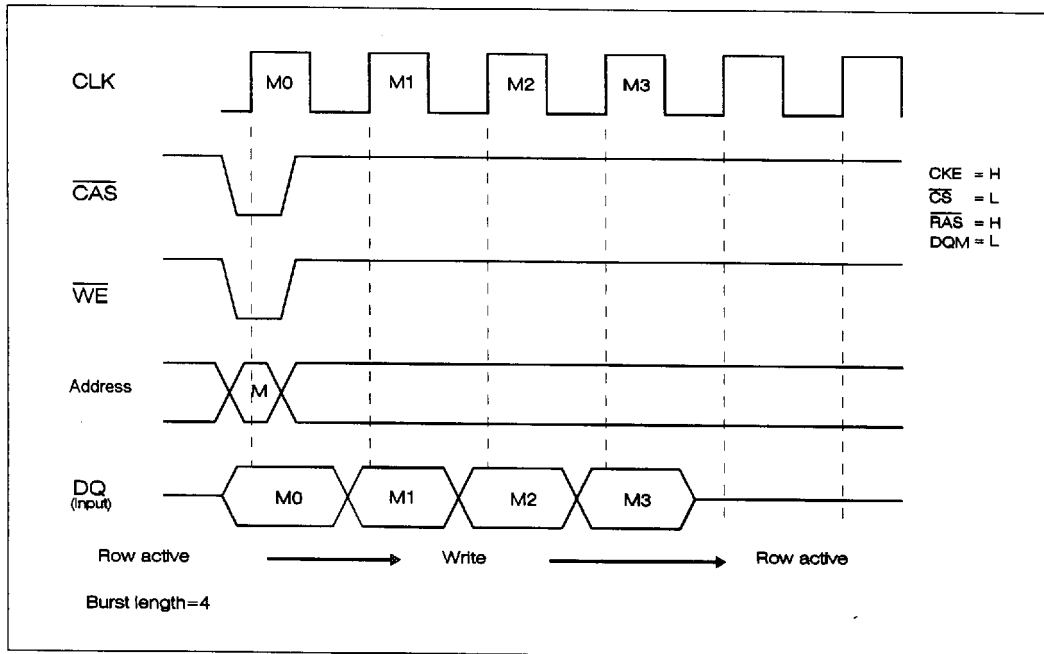 CLK M0 M1 M2 M3
CAS
CKE = H
CS = L
RAS = H
DQM = L
WE
Address M
DQ M0 M1 M2 M3
(Input)
Row active Write Row active
Burst length=4